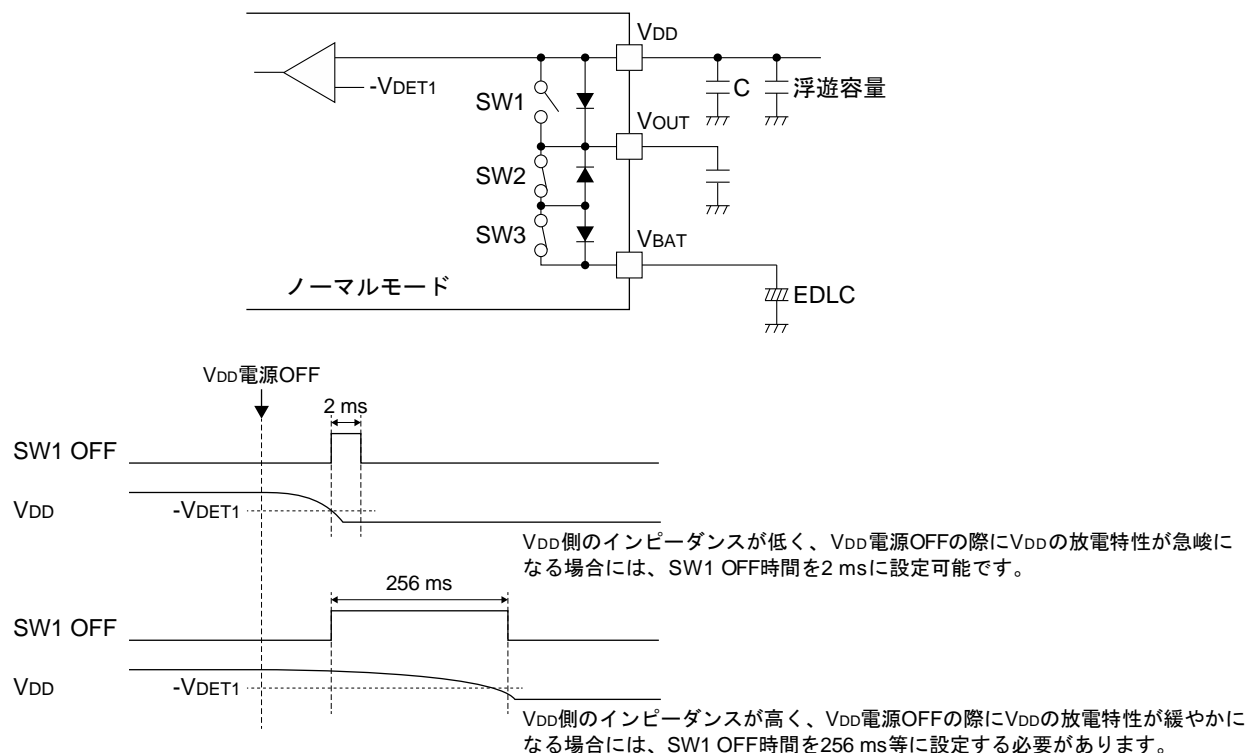 VDD
-VDET1
C
浮遊容量
SW1
VOUT
SW2
SW3
VBAT
ノーマルモード
EDLC
VDD電源OFF
2 ms
SW1 OFF
VDD
-VDET1
VDD側のインピーダンスが低く、VDD電源OFFの際にVDDの放電特性が急峻に
なる場合には、SW1 OFF時間を2 msに設定可能です。
256 ms
SW1 OFF
VDD
-VDET1
VDD側のインピーダンスが高く、VDD電源OFFの際にVDDの放電特性が緩やかに
なる場合には、SW1 OFF時間を256 ms等に設定する必要があります。